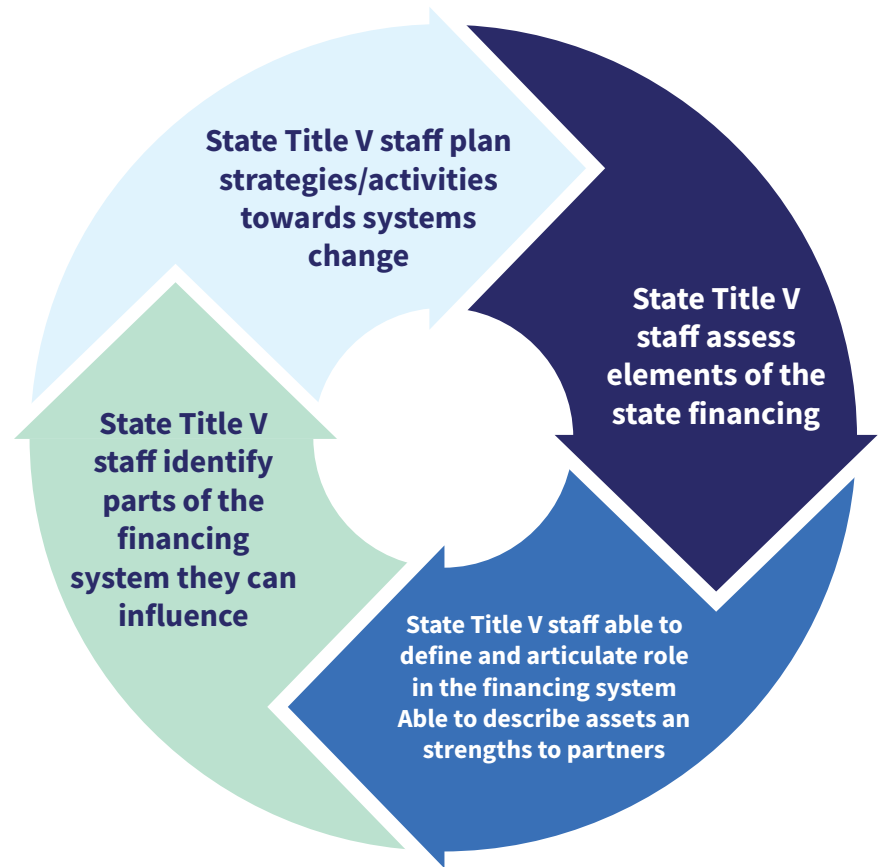 State Title V staff plan
strategies/activities
towards systems
change
State Title V
staff assess
elements of the
state financing
State Title V staff able to
define and articulate role
in the financing system
Able to describe assets an
strengths to partners
State Title V
staff identify
parts of the
financing
system they can
influence